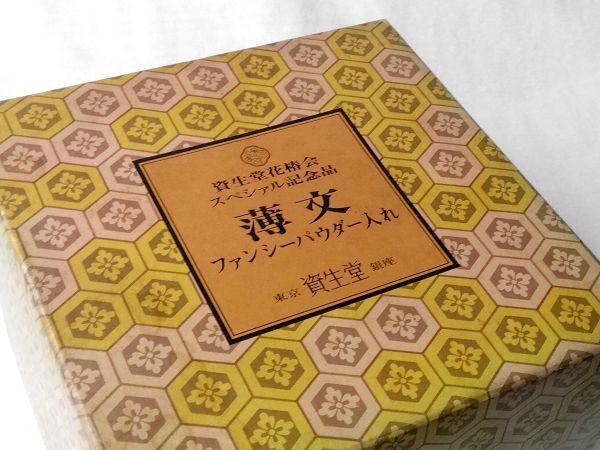 資生堂花椿会
スペシァル記念品
薄文
ファンシーパウダー入れ
東京 資生堂 銀座